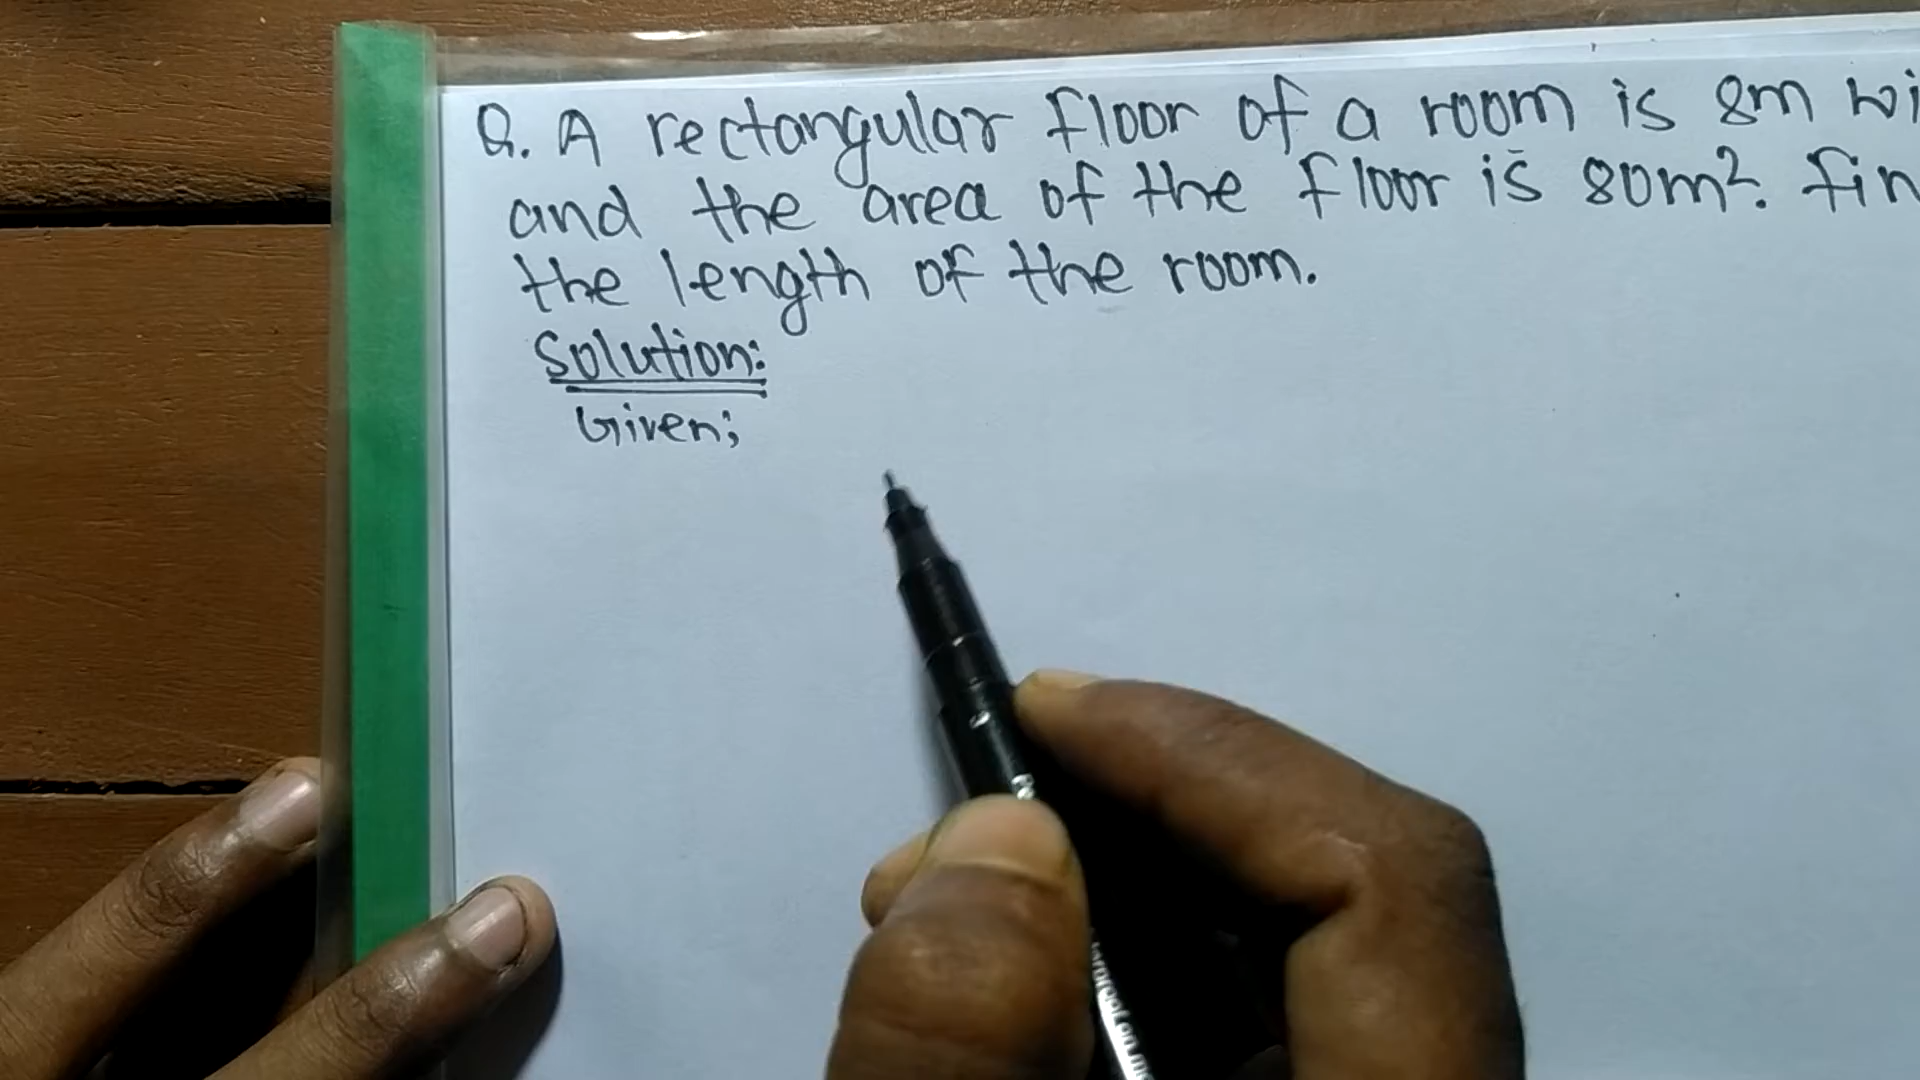 Q. A rectangular floor of a room is 8m wi
and the area of the floor is 80m². Fin
the length of the room.
Solution:
Given;